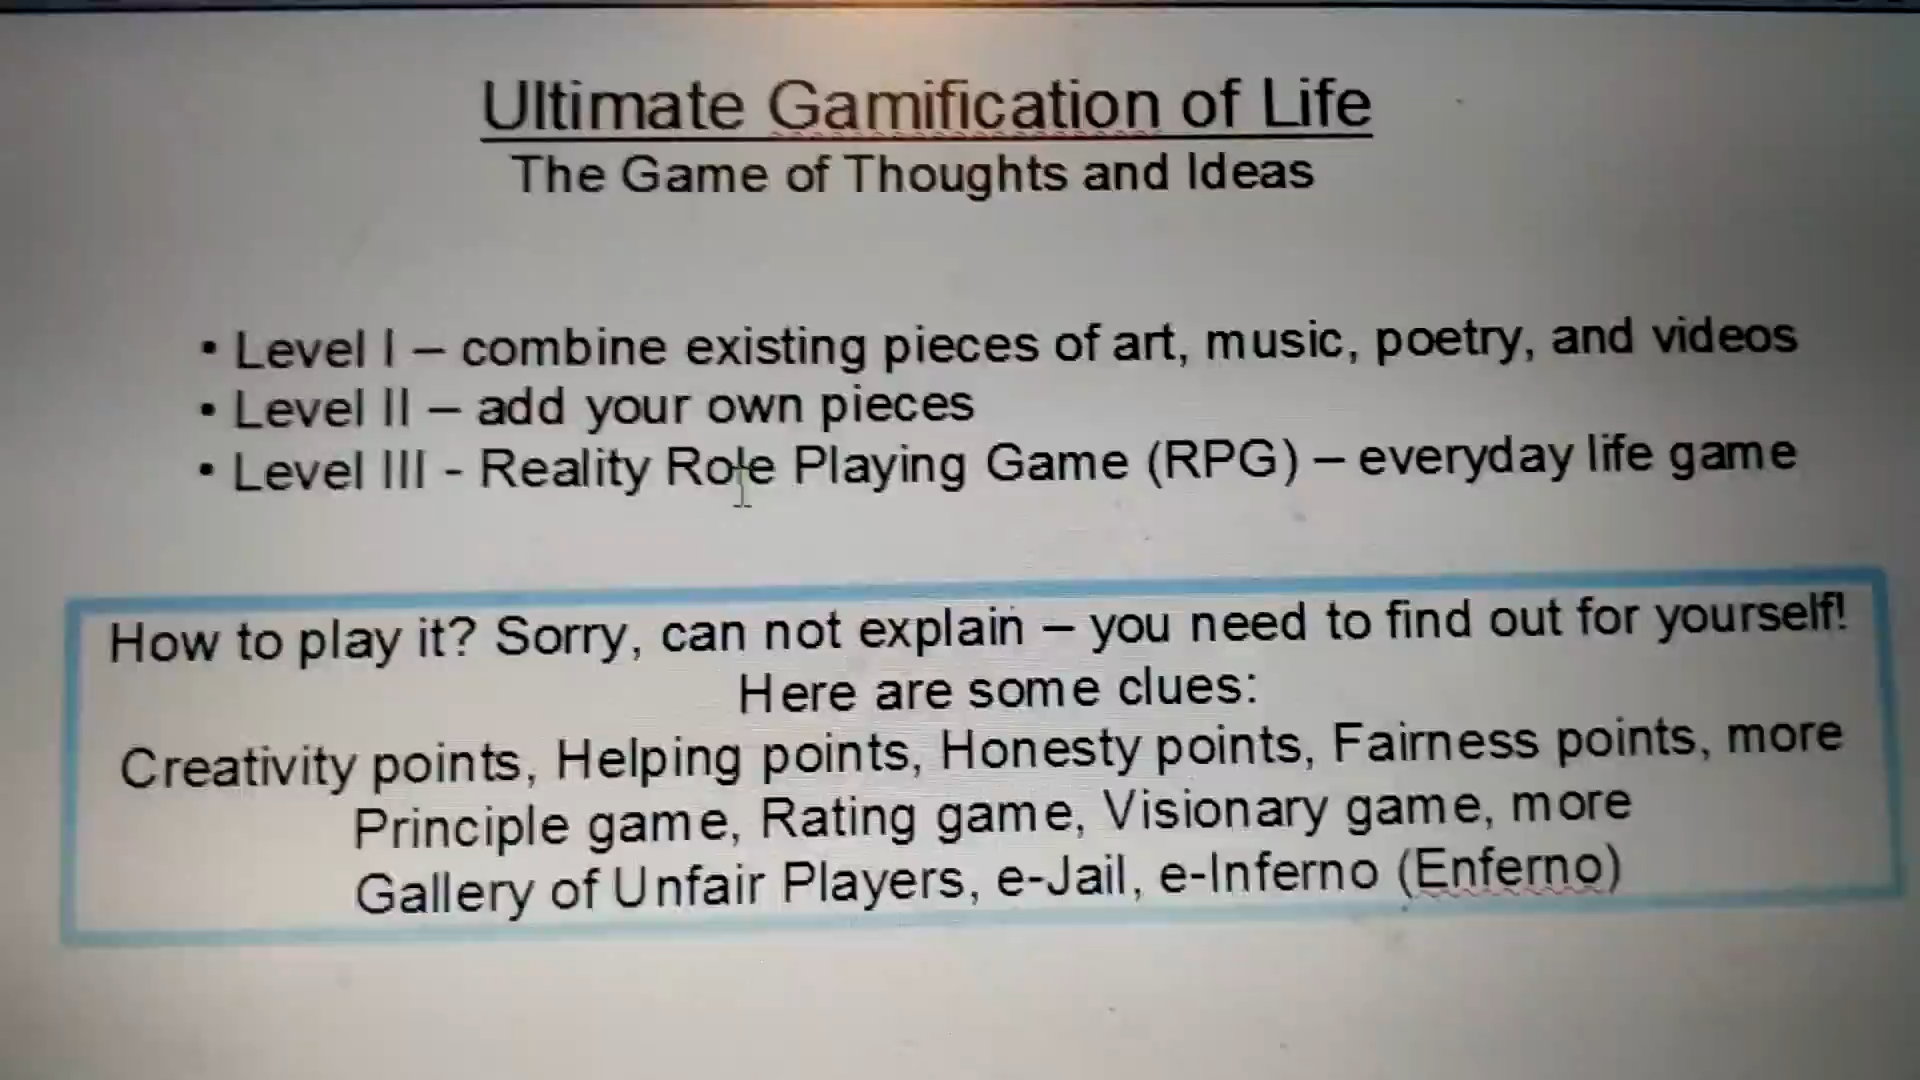 Ultimate Gamification of Life
The Game of Thoughts and Ideas
• Level I – combine existing pieces of art, music, poetry, and videos
• Level II – add your own pieces
• Level III - Reality Role Playing Game (RPG) – everyday life game
How to play it? Sorry, can not explain – you need to find out for yourself!
Here are some clues:
Creativity points, Helping points, Honesty points, Fairness points, more
Principle game, Rating game, Visionary game, more
Gallery of Unfair Players, e-Jail, e-Inferno (Enferno)